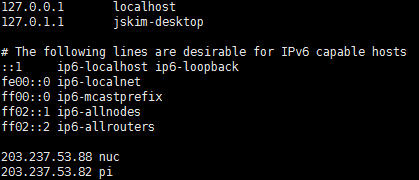 127.0.0.1       localhost
127.0.1.1       jskim-desktop

# The following lines are desirable for IPv6 capable hosts
::1     ip6-localhost ip6-loopback
fe00::0 ip6-localnet
ff00::0 ip6-mcastprefix
ff02::1 ip6-allnodes
ff02::2 ip6-allrouters

203.237.53.88 nuc
203.237.53.82 pi